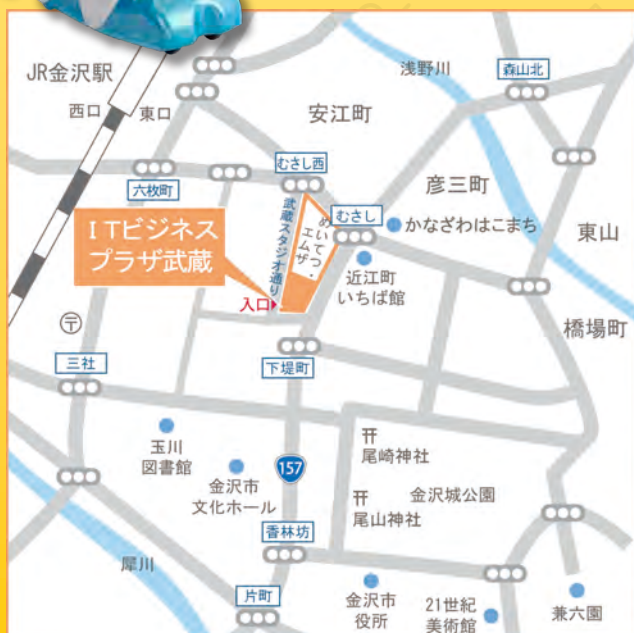 JR金沢駅
西口
東口
浅野川
森山北
安江町
六枚町
むさし西
彦三町
むさし
かなざわはこまち
東山
ITビジネス
プラザ武蔵
武蔵スタジオ通り
めいてつ・
エムザ
近江町
いちば館
入口
橋場町
〒
三社
下堤町
玉川
図書館
金沢市
文化ホール
157
尾崎神社
金沢城公園
尾山神社
香林坊
犀川
片町
金沢市
役所
21世紀
美術館
兼六園